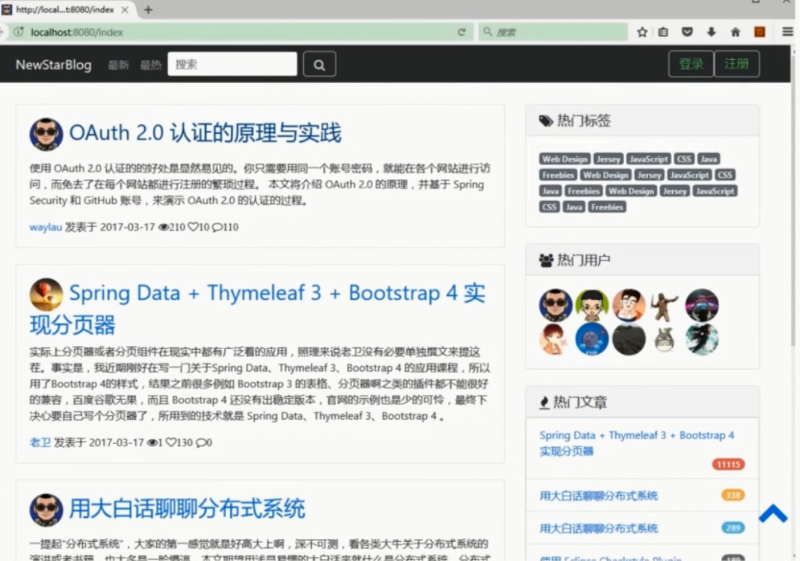 http://local...t:8080/index
localhost:8080/index
搜索
NewStarBlog 最新 最热 搜索 登录 注册
OAuth 2.0 认证的原理与实践
使用 OAuth 2.0 认证的的好处是显然易见的。你只需要用同一个账号密码，就能在各个网站进行访
问，而免去了在每个网站都进行注册的繁琐过程。 本文将介绍 OAuth 2.0 的原理，并基于 Spring
Security 和 GitHub 账号，来演示 OAuth 2.0 的认证的过程。
waylau 发表于 2017-03-17 210 10 110
Spring Data + Thymeleaf 3 + Bootstrap 4 实
现分页器
实际上分页器或者分页组件在现实中都有广泛着的应用，照理来说老卫没有必要单独撰文来提这
茬。事实是，我近期刚好在写一门关于Spring Data、Thymeleaf 3、Bootstrap 4 的应用课程，所以
用了Bootstrap 4的样式，结果之前很多例如 Bootstrap 3 的表格、分页器啊之类的插件都不能很好
的兼容，百度谷歌无果，而且 Bootstrap 4 还没有出稳定版本，官网的示例也是少的可怜，最终下
决心要自己写个分页器了，所用到的技术就是 Spring Data、Thymeleaf 3、Bootstrap 4 。
老卫 发表于 2017-03-17 1 130 0
用大白话聊聊分布式系统
一提起“分布式系统”，大家的第一感觉就是好高大上啊，深不可测，看各类大牛关于分布式系统的
热门标签
Web Design Jersey JavaScript CSS Java
Freebies Web Design Jersey JavaScript CSS
Java Freebies Web Design Jersey JavaScript
CSS Java Freebies
热门用户
热门文章
Spring Data + Thymeleaf 3 + Bootstrap 4
实现分页器
11115
用大白话聊聊分布式系统 338
用大白话聊聊分布式系统 289